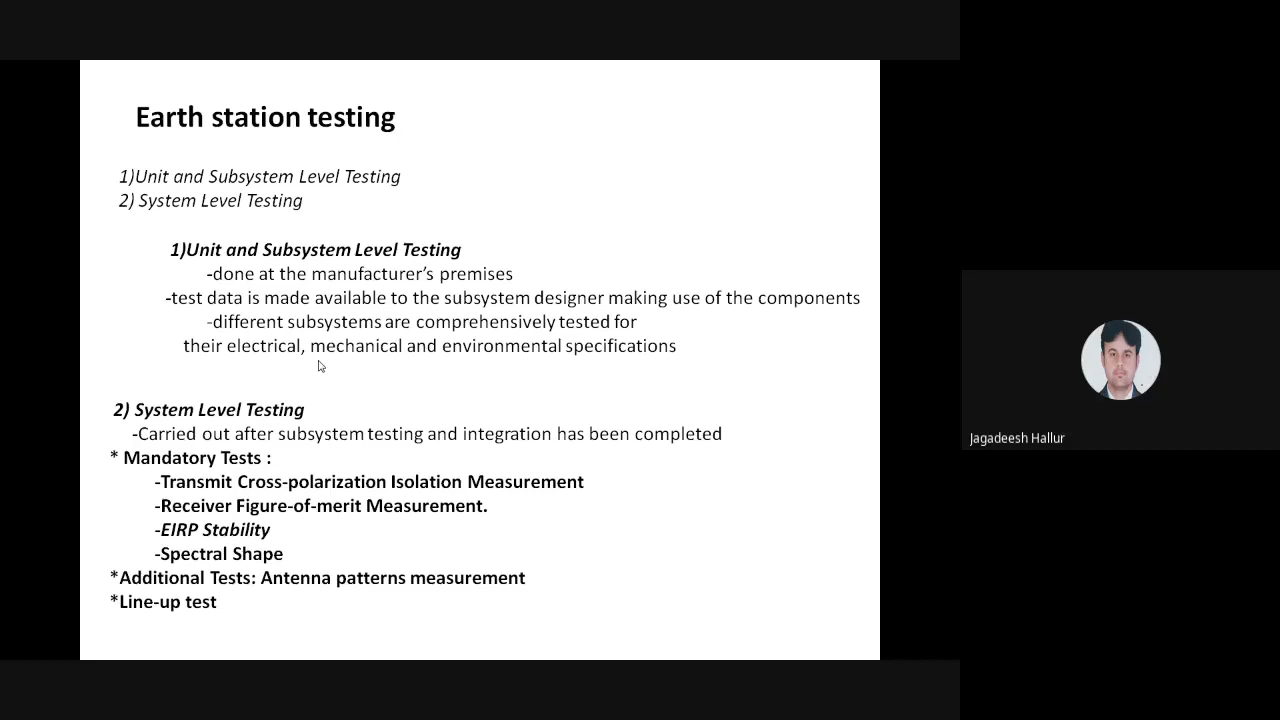 Earth station testing
1)Unit and Subsystem Level Testing
2) System Level Testing
1)Unit and Subsystem Level Testing
-done at the manufacturer’s premises
-test data is made available to the subsystem designer making use of the components
-different subsystems are comprehensively tested for
their electrical, mechanical and environmental specifications
2) System Level Testing
-Carried out after subsystem testing and integration has been completed
* Mandatory Tests :
-Transmit Cross-polarization Isolation Measurement
-Receiver Figure-of-merit Measurement.
-EIRP Stability
-Spectral Shape
*Additional Tests: Antenna patterns measurement
*Line-up test
Jagadeesh Hallur